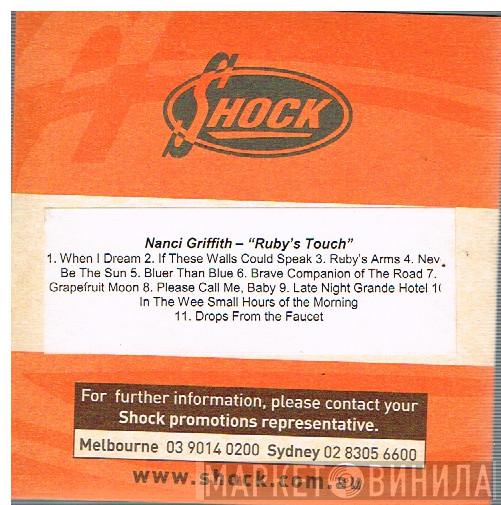 SHOCK
Nanci Griffith – “Ruby’s Touch”
1. When I Dream 2. If These Walls Could Speak 3. Ruby’s Arms 4. Nev
Be The Sun 5. Bluer Than Blue 6. Brave Companion of The Road 7.
Grapefruit Moon 8. Please Call Me, Baby 9. Late Night Grande Hotel 1(
In The Wee Small Hours of the Morning
11. Drops From the Faucet
For further information, please contact your
Shock promotions representative.
Melbourne 03 9014 0200 Sydney 02 8305 6600
www.shock.com.au
МАРКЕТ ВИНИЛА